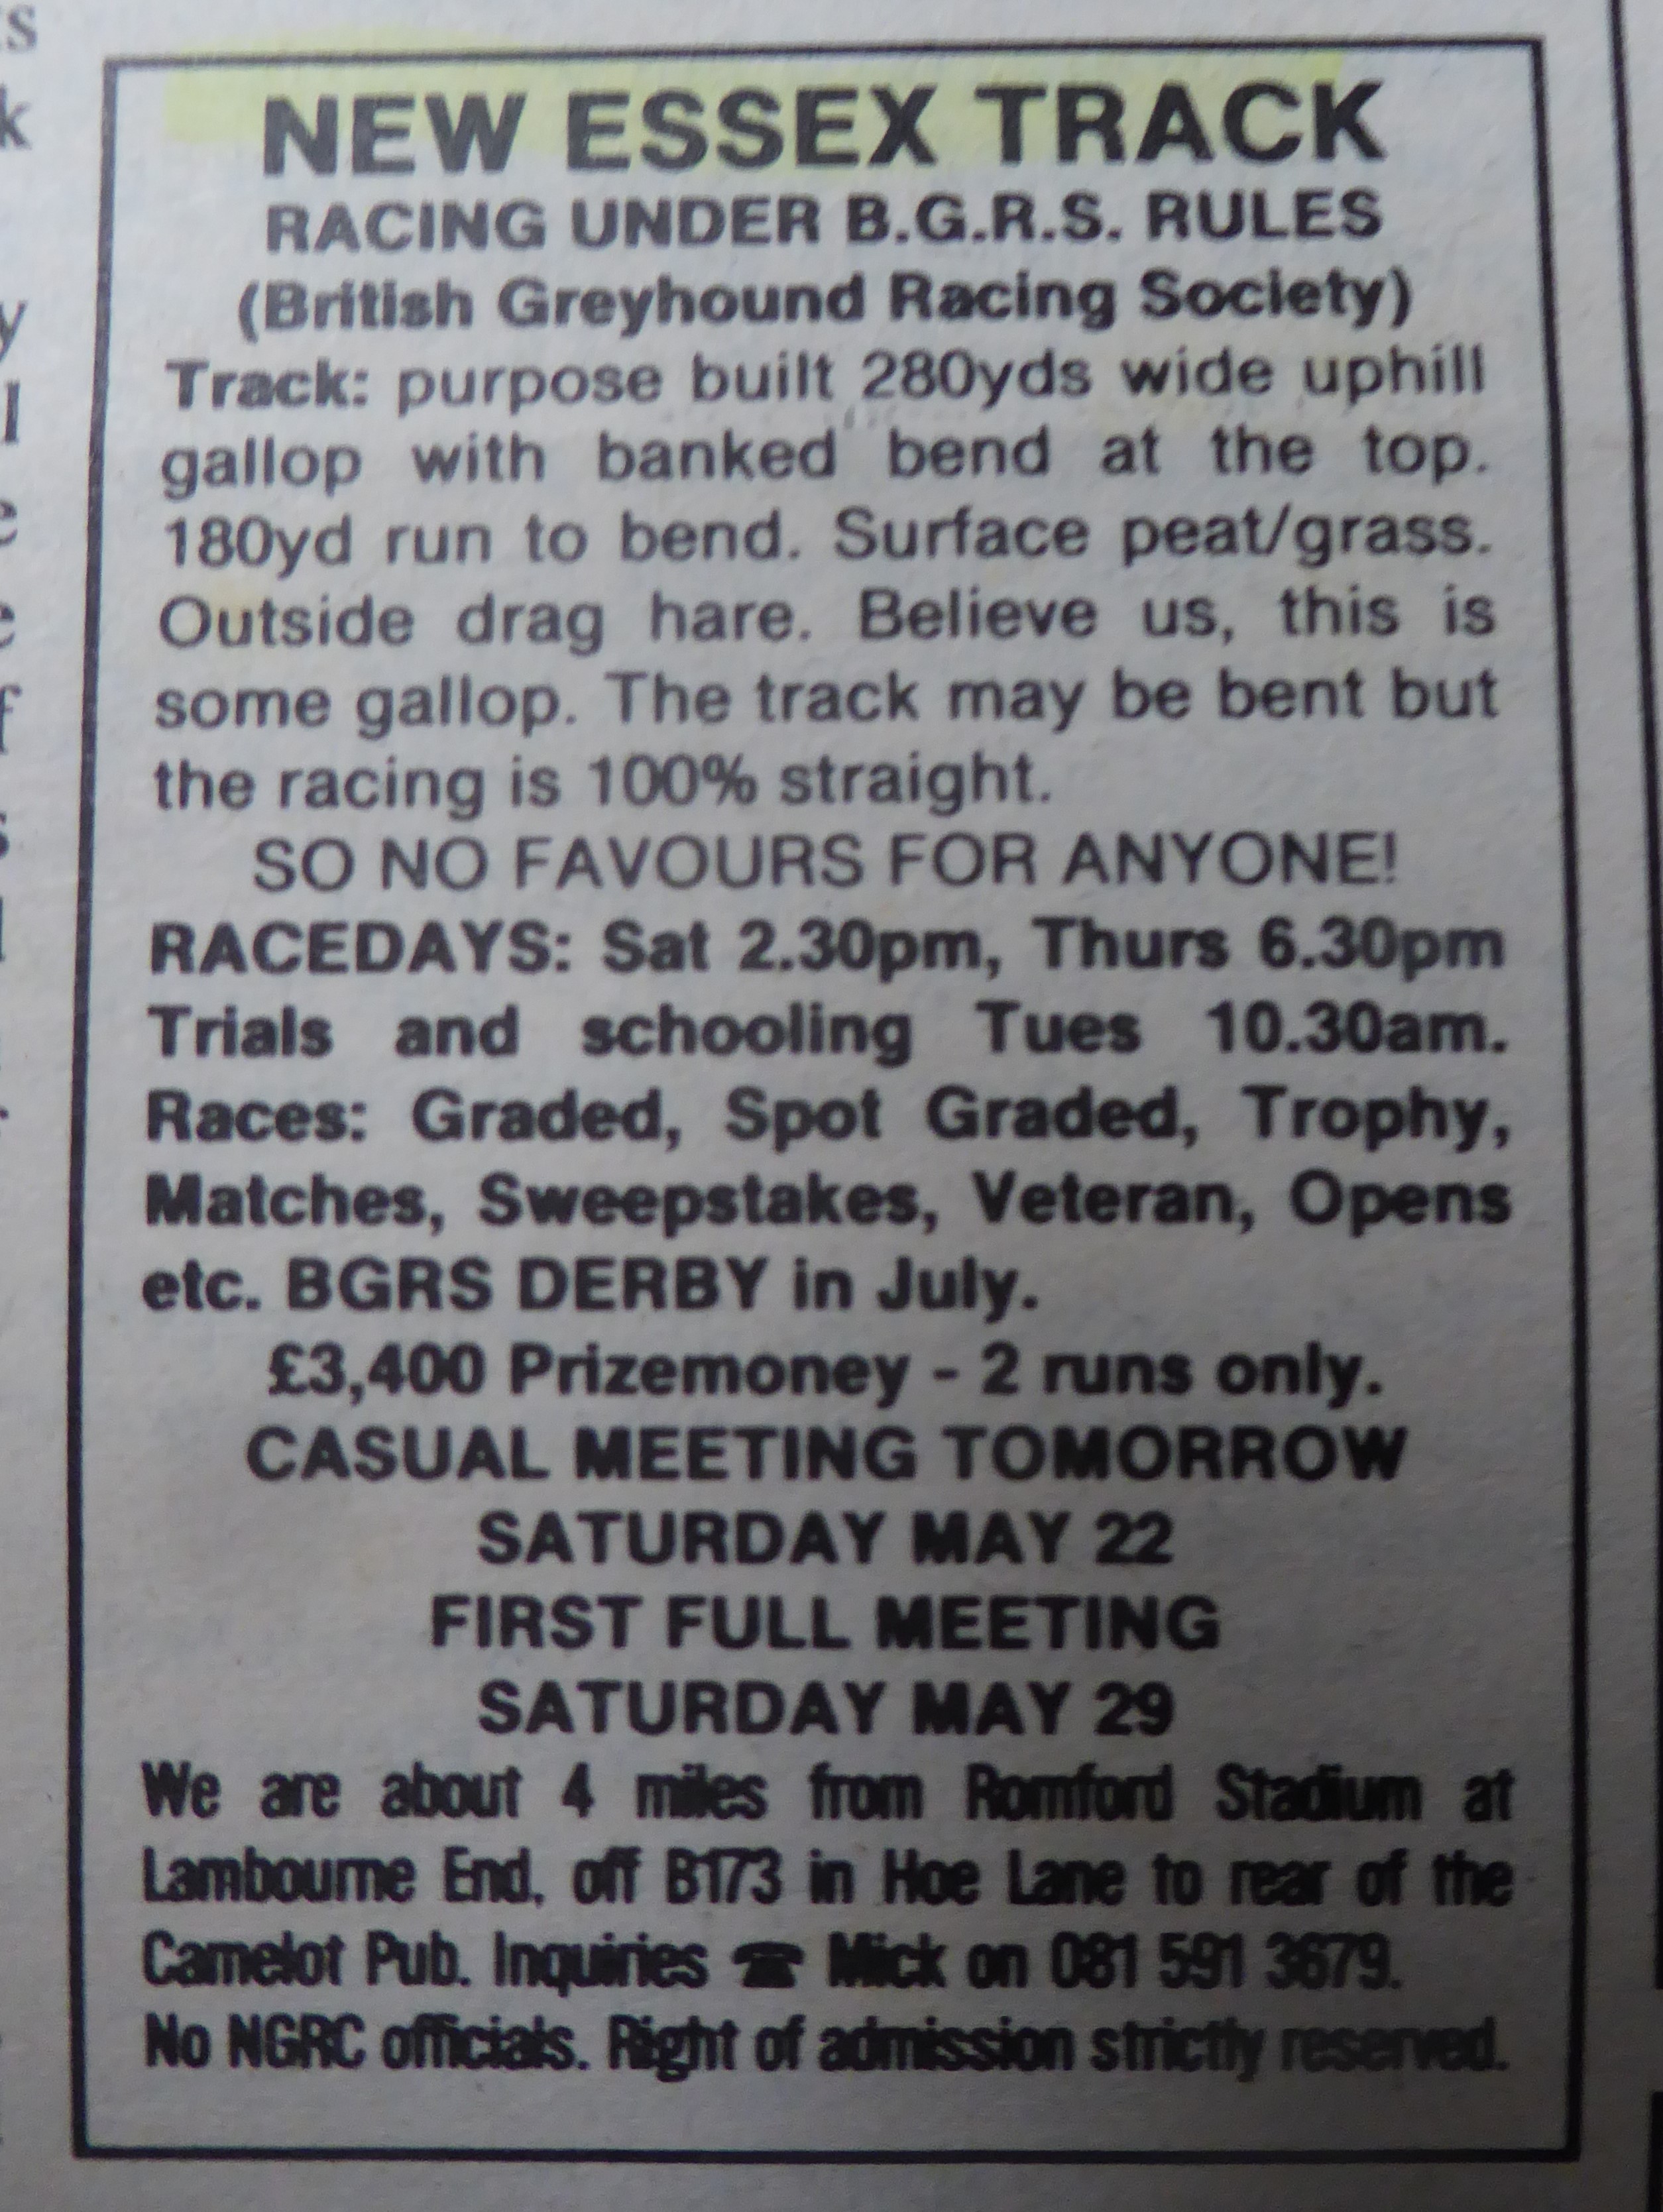 NEW ESSEX TRACK
RACING UNDER B.G.R.S. RULES
(British Greyhound Racing Society)
Track: purpose built 280yds wide uphill
gallop with banked bend at the top.
180yd run to bend. Surface peat/grass.
Outside drag hare. Believe us, this is
some gallop. The track may be bent but
the racing is 100% straight.
SO NO FAVOURS FOR ANYONE!
RACEDAYS: Sat 2.30pm, Thurs 6.30pm
Trials and schooling Tues 10.30am.
Races: Graded, Spot Graded, Trophy,
Matches, Sweepstakes, Veteran, Opens
etc. BGRS DERBY in July.
£3,400 Prizemoney - 2 runs only.
CASUAL MEETING TOMORROW
SATURDAY MAY 22
FIRST FULL MEETING
SATURDAY MAY 29
We are about 4 miles from Romford Stadium at
Lambourne End, off B173 in Hoe Lane to rear of the
Camelot Pub. Inquiries ☎ Mick on 081 591 3679.
No NGRC officials. Right of admission strictly reserved.